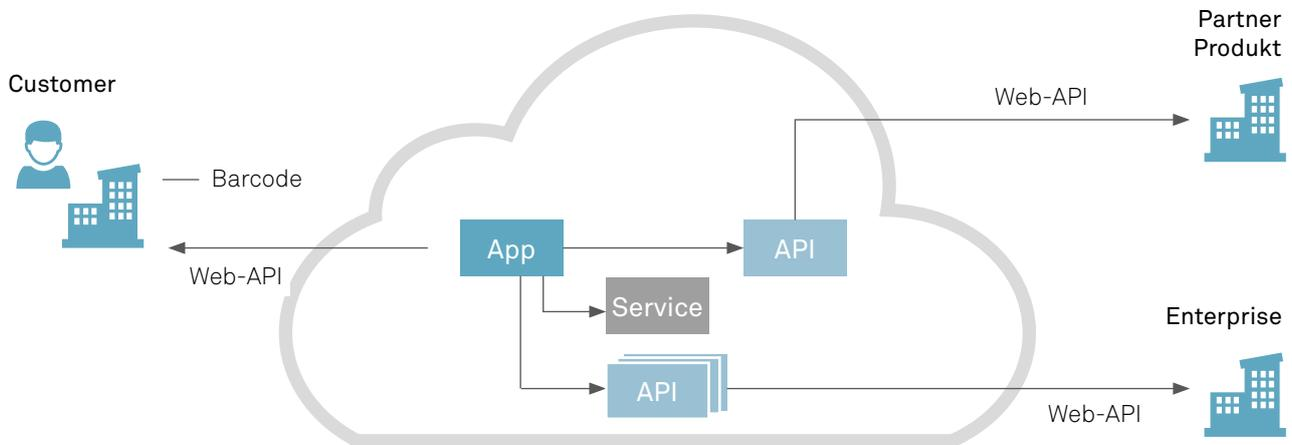 Partner
Produkt
Customer
Web-API
Barcode
App
API
Web-API
Service
Enterprise
API
Web-API